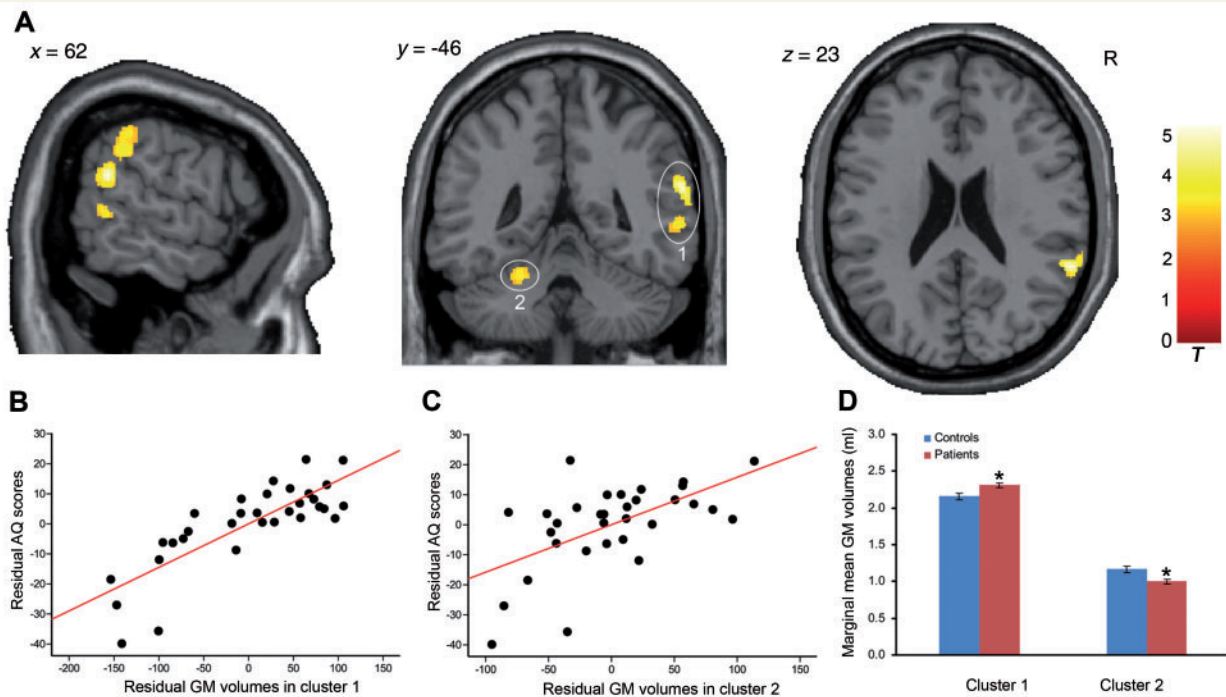 A
x = 62
y = -46
z = 23
R
1
2
5
4
3
2
1
0
T
B
Residual AQ scores
30
20
10
0
-10
-20
-30
-40
-200 -150 -100 -50 0 50 100 150
Residual GM volumes in cluster 1
C
Residual AQ scores
30
20
10
0
-10
-20
-30
-40
-100 -50 0 50 100 150
Residual GM volumes in cluster 2
D
Marginal mean GM volumes (ml)
3.0
2.5
2.0
1.5
1.0
0.5
0.0
Controls
Patients
*
*
Cluster 1 Cluster 2